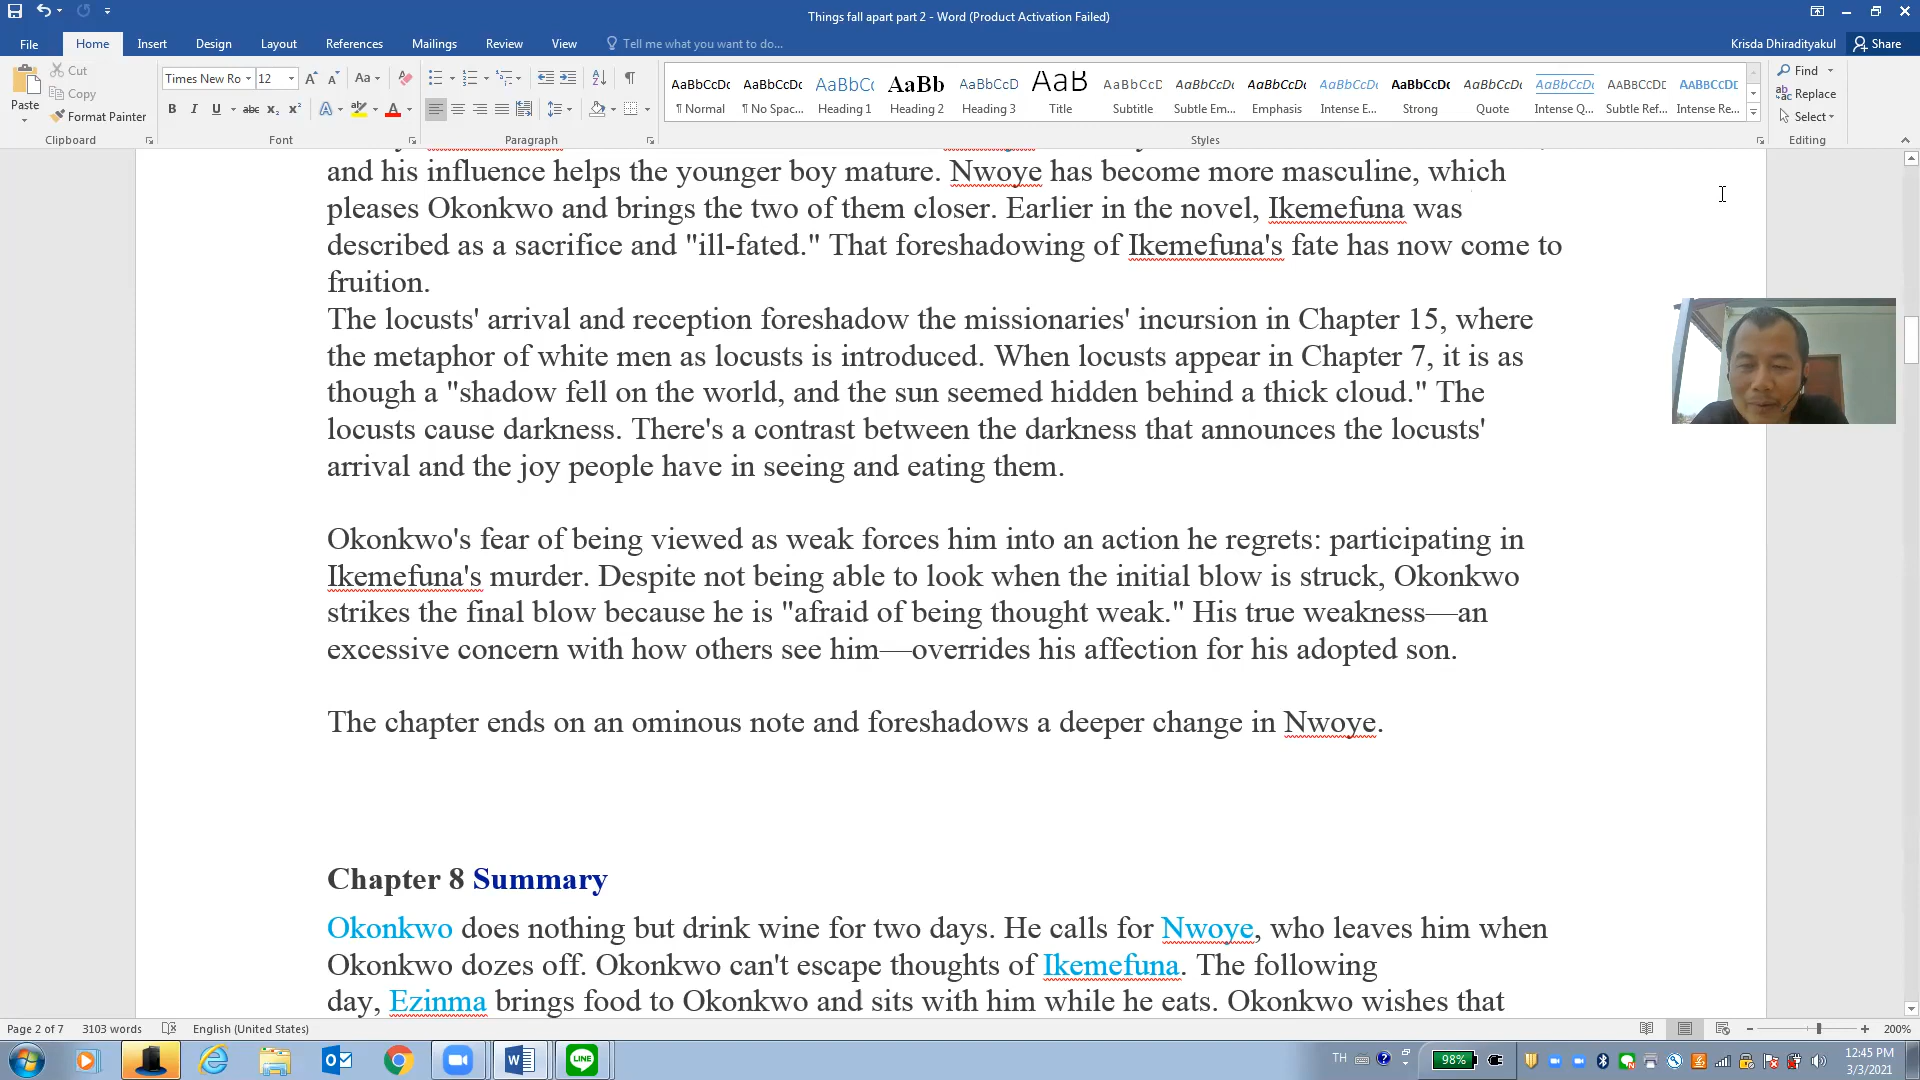 Things fall apart part 2 - Word (Product Activation Failed)
File Home Insert Design Layout References Mailings Review View Tell me what you want to do... Krisda Dhiradityakul Share
Paste Cut Copy Format Painter
Times New Ro 12
AaBbCcDc AaBbCcDc AaBbCc AaBb AaBbCcD AaB AaBbCcD AaBbCcDc AaBbCcDc AaBbCcDc AaBbCcDc AaBbCcDc AaBbCcDc AaBbCcDc AaBbCcDc
¶ Normal ¶ No Spac... Heading 1 Heading 2 Heading 3 Title Subtitle Subtle Em... Emphasis Intense E... Strong Quote Intense Q... Subtle Ref... Intense Re...
Find Replace Select
Clipboard Font Paragraph Styles Editing
and his influence helps the younger boy mature. Nwoye has become more masculine, which
pleases Okonkwo and brings the two of them closer. Earlier in the novel, Ikemefuna was
described as a sacrifice and "ill-fated." That foreshadowing of Ikemefuna's fate has now come to
fruition.
The locusts' arrival and reception foreshadow the missionaries' incursion in Chapter 15, where
the metaphor of white men as locusts is introduced. When locusts appear in Chapter 7, it is as
though a "shadow fell on the world, and the sun seemed hidden behind a thick cloud." The
locusts cause darkness. There's a contrast between the darkness that announces the locusts'
arrival and the joy people have in seeing and eating them.
Okonkwo's fear of being viewed as weak forces him into an action he regrets: participating in
Ikemefuna's murder. Despite not being able to look when the initial blow is struck, Okonkwo
strikes the final blow because he is "afraid of being thought weak." His true weakness—an
excessive concern with how others see him—overrides his affection for his adopted son.
The chapter ends on an ominous note and foreshadows a deeper change in Nwoye.
Chapter 8 Summary
Okonkwo does nothing but drink wine for two days. He calls for Nwoye, who leaves him when
Okonkwo dozes off. Okonkwo can't escape thoughts of Ikemefuna. The following
day, Ezinma brings food to Okonkwo and sits with him while he eats. Okonkwo wishes that
Page 2 of 7 3103 words English (United States) 200%
TH 98% 12:45 PM
3/3/2021